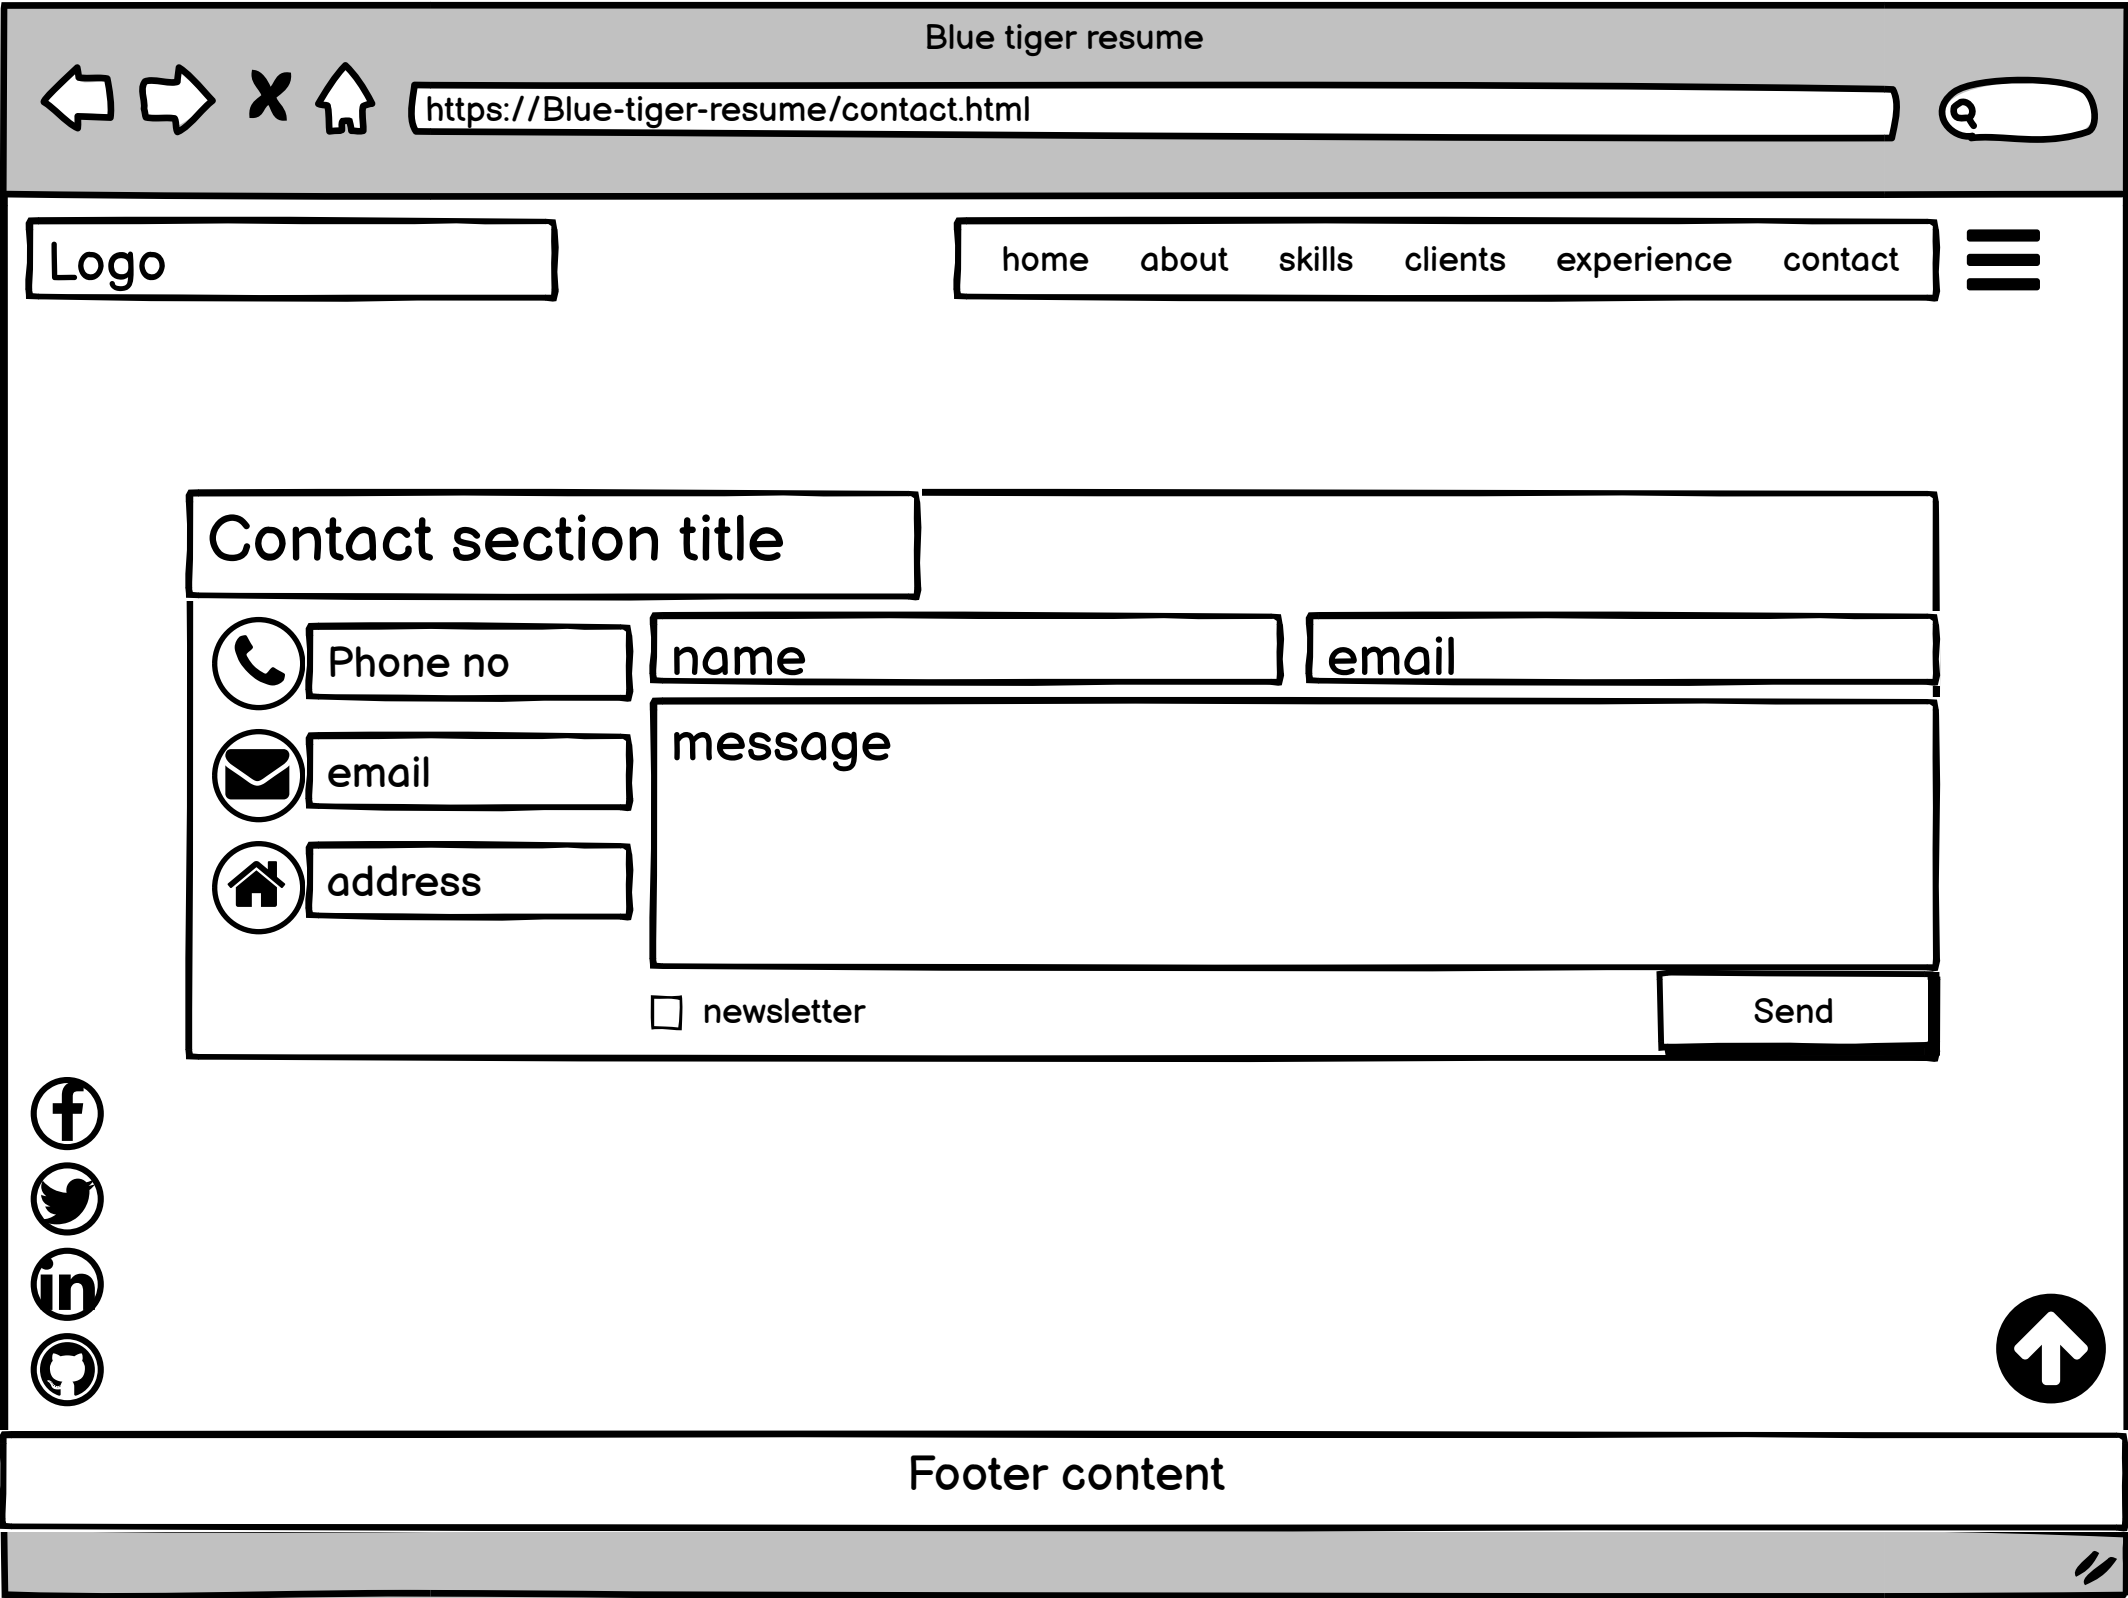 Blue tiger resume
https://Blue-tiger-resume/contact.html
Logo
home about skills clients experience contact
Contact section title
Phone no
name
email
message
email
address
newsletter
Send
Footer content